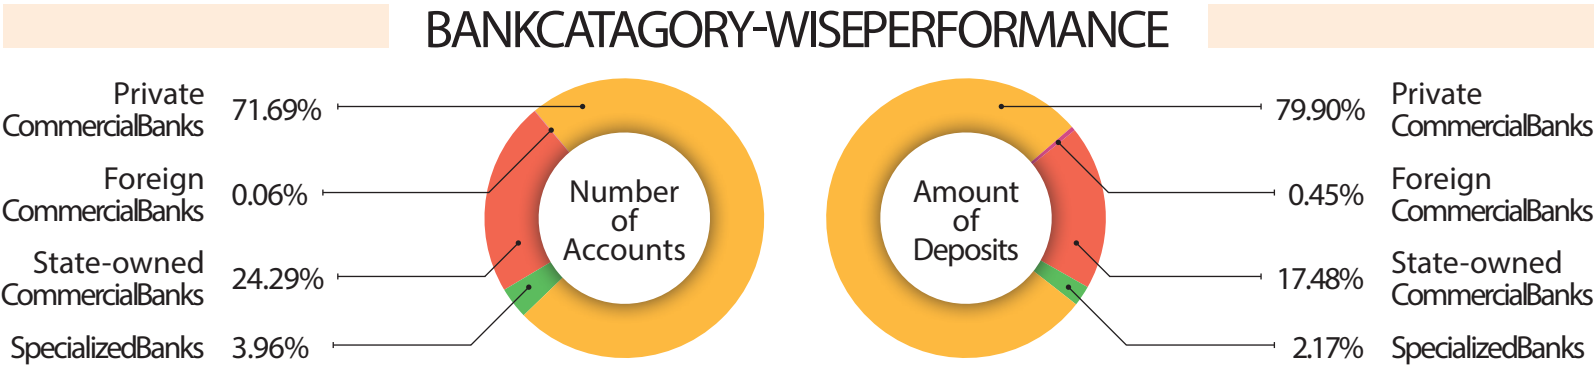 BANKCATAGORY-WISEPERFORMANCE
Private
CommercialBanks
71.69%
Foreign
CommercialBanks
0.06%
State-owned
CommercialBanks
24.29%
SpecializedBanks
3.96%
Number
of
Accounts
Amount
of
Deposits
79.90%
Private
CommercialBanks
0.45%
Foreign
CommercialBanks
17.48%
State-owned
CommercialBanks
2.17%
SpecializedBanks